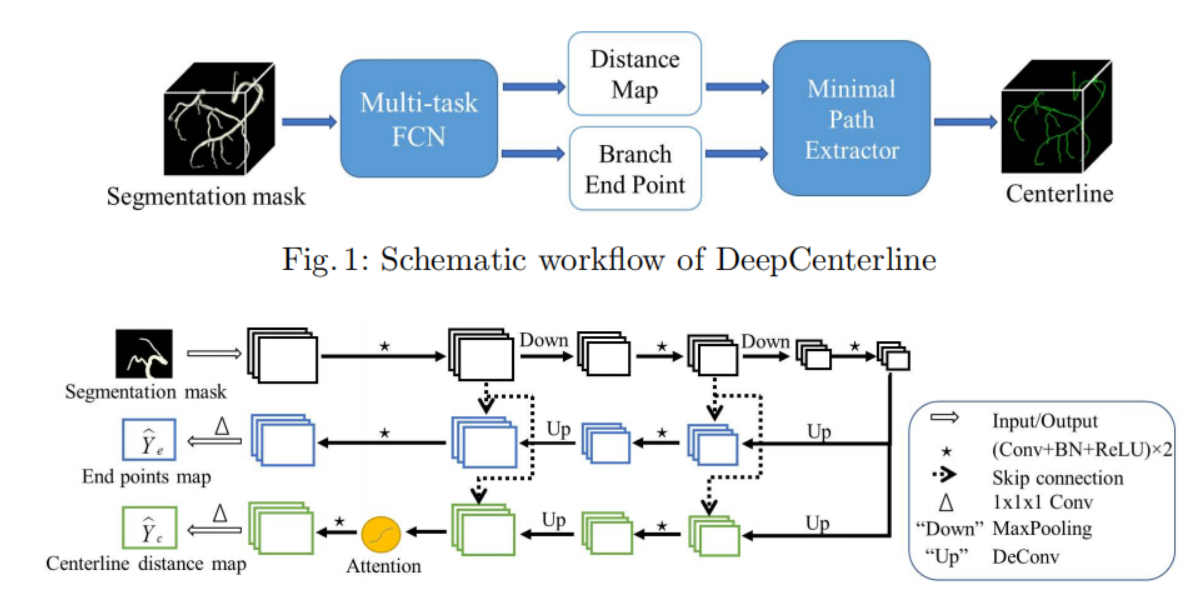 Segmentation mask
Multi-task
FCN
Distance
Map
Branch
End Point
Minimal
Path
Extractor
Centerline
Fig. 1: Schematic workflow of DeepCenterline
Segmentation mask
★
Down
★
Down
★
Ŷe
End points map
Δ
★
Up
★
Up
Ŷc
Centerline distance map
Δ
★
Attention
Up
★
Up
Input/Output
★ (Conv+BN+ReLU)×2
Skip connection
Δ 1x1x1 Conv
“Down” MaxPooling
“Up” DeConv